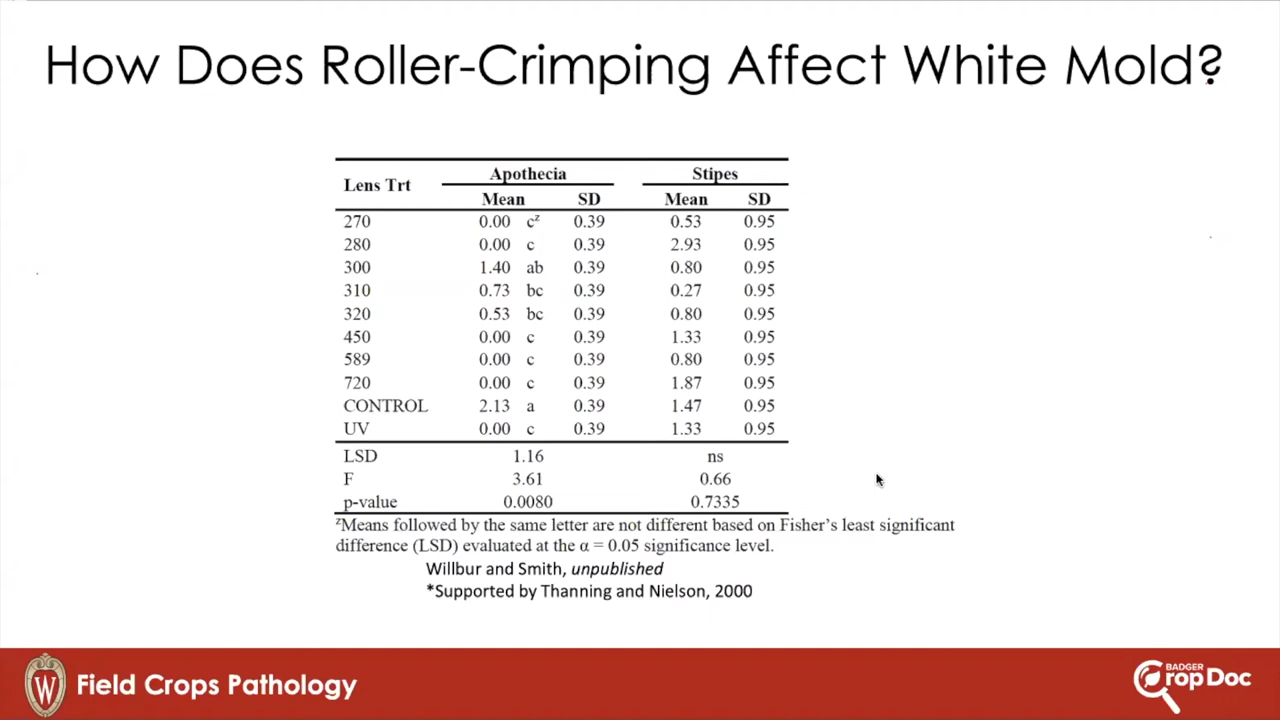 How Does Roller-Crimping Affect White Mold?
Lens Trt Apothecia Stipes
Mean SD Mean SD
270 0.00 cᶻ 0.39 0.53 0.95
280 0.00 c 0.39 2.93 0.95
300 1.40 ab 0.39 0.80 0.95
310 0.73 bc 0.39 0.27 0.95
320 0.53 bc 0.39 0.80 0.95
450 0.00 c 0.39 1.33 0.95
589 0.00 c 0.39 0.80 0.95
720 0.00 c 0.39 1.87 0.95
CONTROL 2.13 a 0.39 1.47 0.95
UV 0.00 c 0.39 1.33 0.95
LSD 1.16 ns
F 3.61 0.66
p-value 0.0080 0.7335
ᶻMeans followed by the same letter are not different based on Fisher's least significant
difference (LSD) evaluated at the α = 0.05 significance level.
Willbur and Smith, unpublished
*Supported by Thanning and Nielson, 2000
W Field Crops Pathology
BADGER
CropDoc